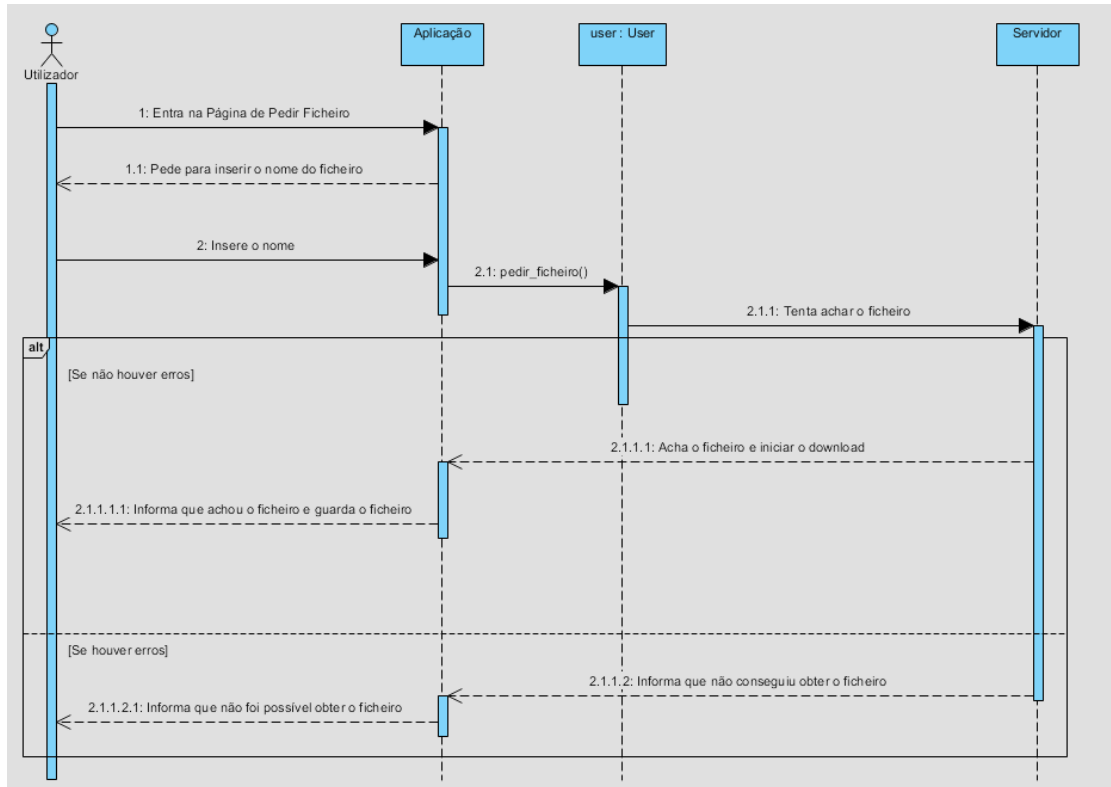 Aplicação
user : User
Servidor
Utilizador
1: Entra na Página de Pedir Ficheiro
1.1: Pede para inserir o nome do ficheiro
2: Insere o nome
2.1: pedir_ficheiro()
2.1.1: Tenta achar o ficheiro
alt
[Se não houver erros]
2.1.1.1: Acha o ficheiro e iniciar o download
2.1.1.1.1: Informa que achou o ficheiro e guarda o ficheiro
[Se houver erros]
2.1.1.2: Informa que não conseguiu obter o ficheiro
2.1.1.2.1: Informa que não foi possível obter o ficheiro